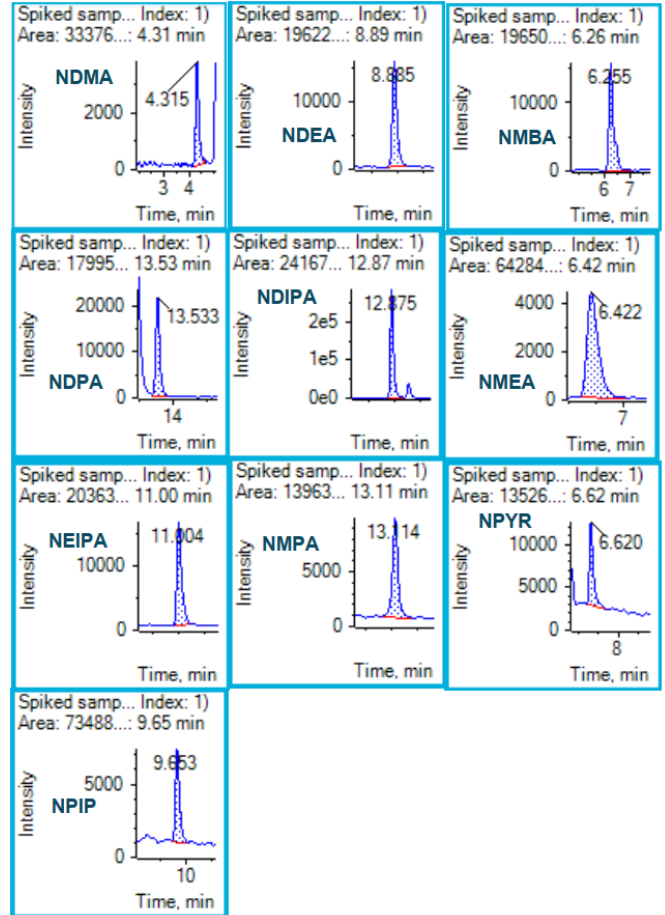 Spiked samp... Index: 1)
Area: 33376...: 4.31 min
NDMA
4.315
Intensity
2000
0
3 4
Time, min
Spiked samp... Index: 1)
Area: 19622...: 8.89 min
8.885
Intensity
10000
NDEA
0
Time, min
Spiked samp... Index: 1)
Area: 19650...: 6.26 min
6.255
Intensity
10000
NMBA
0
6 7
Time, min
Spiked samp... Index: 1)
Area: 17995... 13.53 min
20000
13.533
Intensity
10000
NDPA
0
14
Time, min
Spiked samp... Index: 1)
Area: 24167... 12.87 min
NDIPA
12.875
Intensity
2e5
1e5
0e0
Time, min
Spiked samp... Index: 1)
Area: 64284...: 6.42 min
4000
6.422
Intensity
2000
NMEA
0
7
Time, min
Spiked samp... Index: 1)
Area: 20363... 11.00 min
NEIPA
11.004
Intensity
10000
0
Time, min
Spiked samp... Index: 1)
Area: 13963... 13.11 min
NMPA
13.114
Intensity
5000
0
Time, min
Spiked samp... Index: 1)
Area: 13526...: 6.62 min
NPYR
10000
6.620
Intensity
5000
0
8
Time, min
Spiked samp... Index: 1)
Area: 73488...: 9.65 min
9.653
Intensity
5000
NPIP
0
10
Time, min